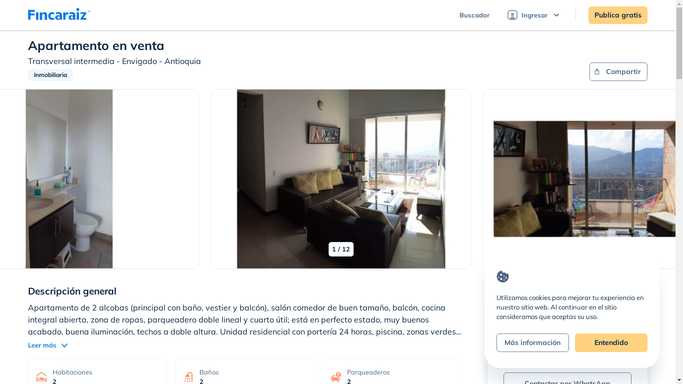 Fincaraiz
Buscador
Ingresar
Publica gratis
Apartamento en venta
Transversal intermedia - Envigado - Antioquia
Inmobiliaria
Compartir
1 / 12
Descripción general
Apartamento de 2 alcobas (principal con baño, vestier y balcón), salón comedor de buen tamaño, balcón, cocina
integral abierta, zona de ropas, parqueadero doble lineal y cuarto útil; está en perfecto estado, muy buenos
acabado, buena iluminación, techos a doble altura. Unidad residencial con portería 24 horas, piscina, zonas verdes...
Leer más
Habitaciones
2
Baños
2
Parqueaderos
2
Utilizamos cookies para mejorar tu experiencia en
nuestro sitio web. Al continuar en el sitio
consideramos que aceptas su uso.
Más información
Entendido
Contactar por WhatsApp